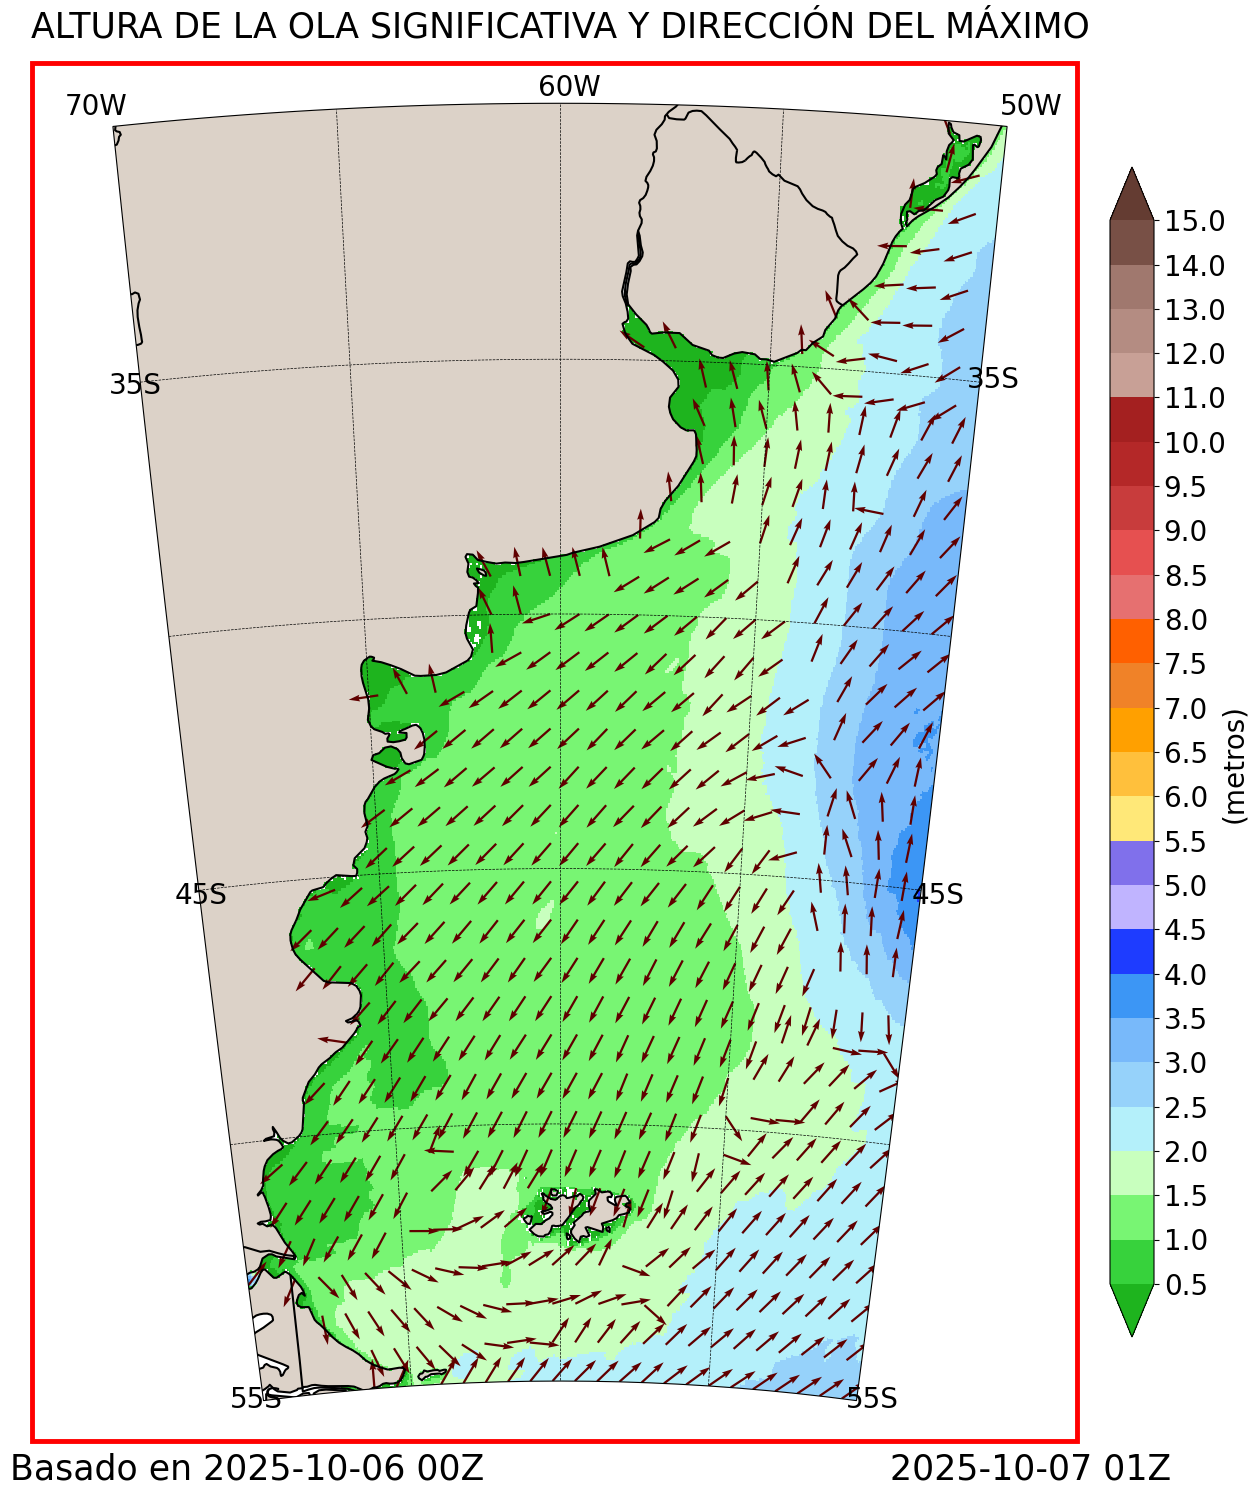 ALTURA DE LA OLA SIGNIFICATIVA Y DIRECCIÓN DEL MÁXIMO
70W
60W
50W
35S
35S
45S
45S
55S
55S
15.0
14.0
13.0
12.0
11.0
10.0
9.5
9.0
8.5
8.0
7.5
7.0
6.5
6.0
5.5
5.0
4.5
4.0
3.5
3.0
2.5
2.0
1.5
1.0
0.5
(metros)
Basado en 2025-10-06 00Z
2025-10-07 01Z